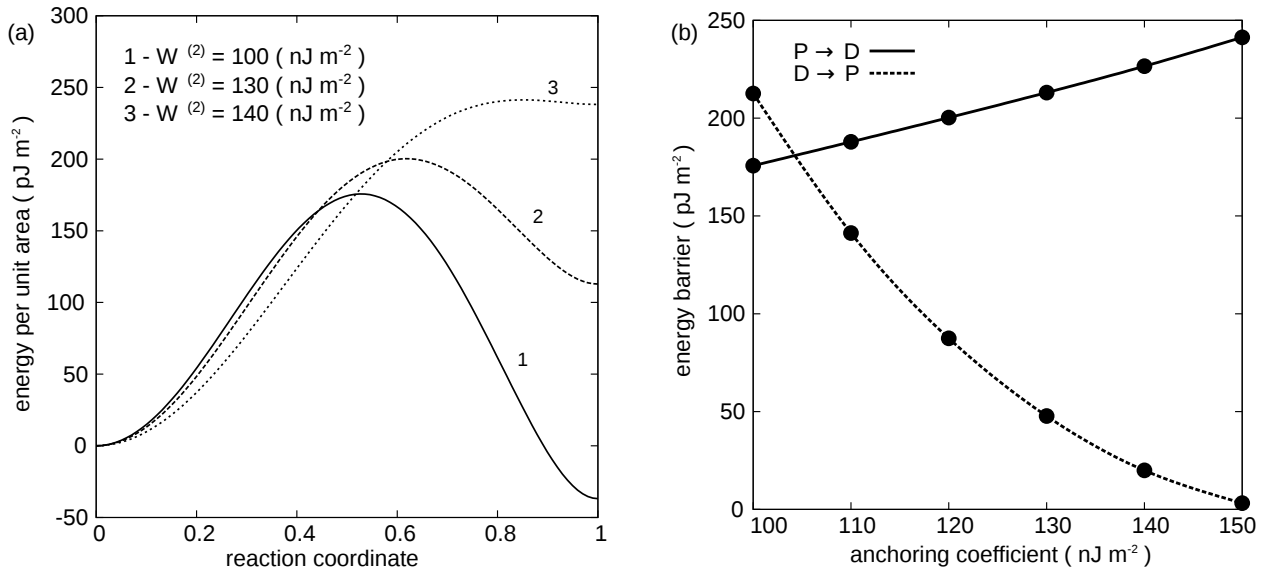 (a)
300
250
200
150
100
50
0
-50
energy per unit area ( pJ m-2 )
1 - W (2) = 100 ( nJ m-2 )
2 - W (2) = 130 ( nJ m-2 )
3 - W (2) = 140 ( nJ m-2 )
3
2
1
0 0.2 0.4 0.6 0.8 1
reaction coordinate
(b)
250
200
150
100
50
0
energy barrier ( pJ m-2 )
P → D
D → P
100 110 120 130 140 150
anchoring coefficient ( nJ m-2 )